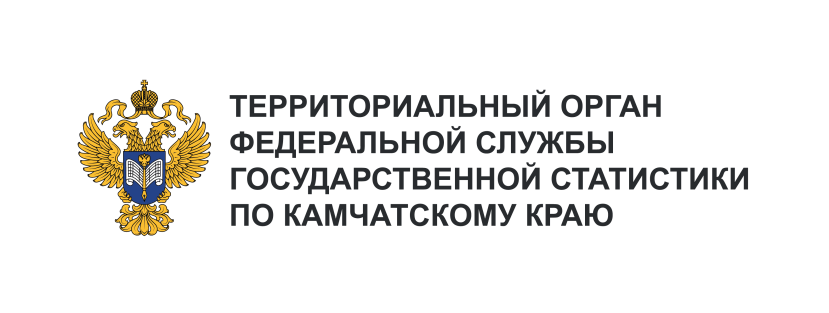 ТЕРРИТОРИАЛЬНЫЙ ОРГАН
ФЕДЕРАЛЬНОЙ СЛУЖБЫ
ГОСУДАРСТВЕННОЙ СТАТИСТИКИ
ПО КАМЧАТСКОМУ КРАЮ